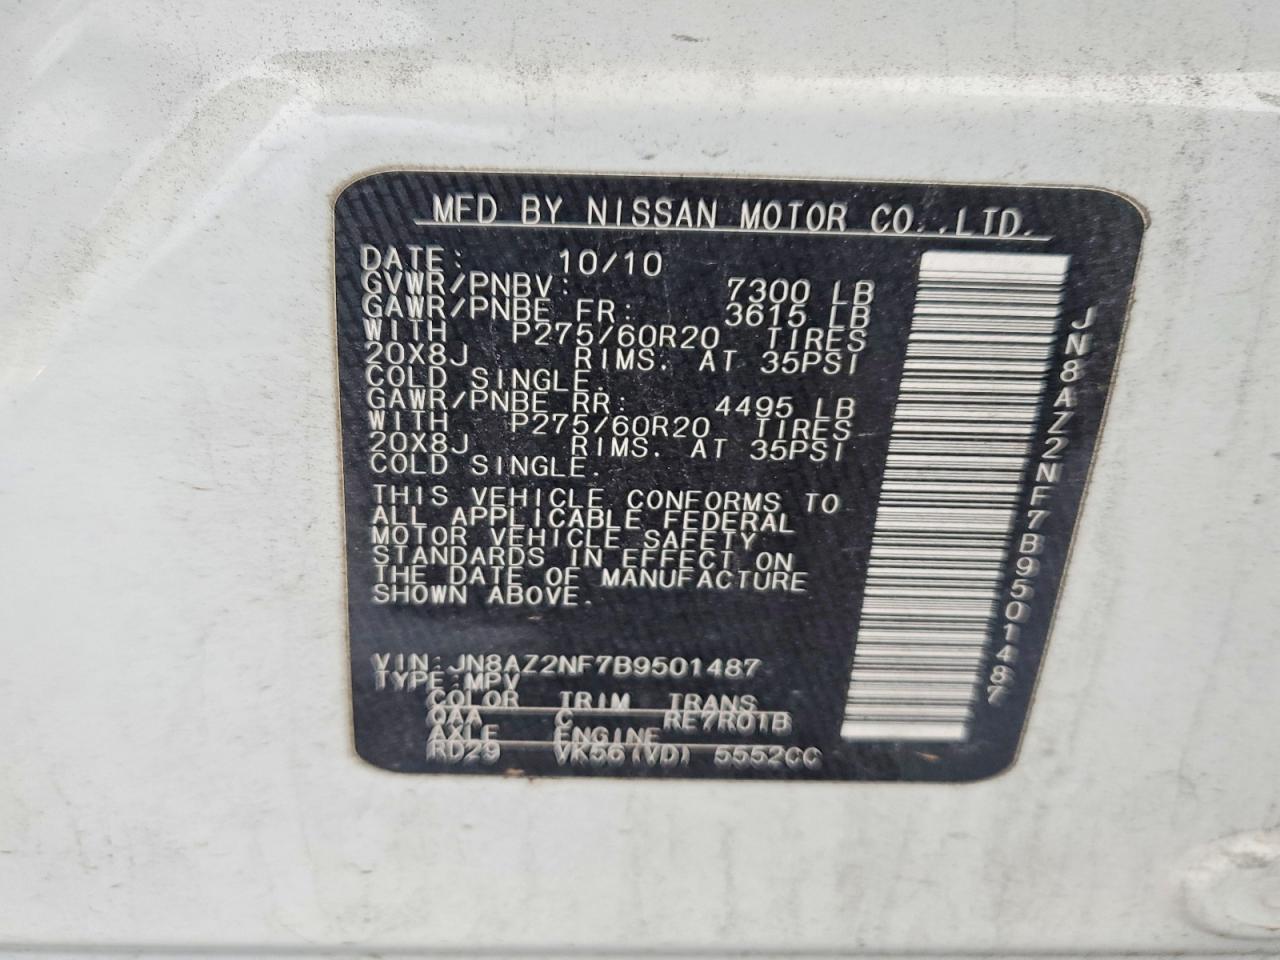 MFD BY NISSAN MOTOR CO.,LTD.
DATE: 10/10
GVWR/PNBV: 7300 LB
GAWR/PNBE FR: 3615 LB
WITH P275/60R20 TIRES
20X8J RIMS. AT 35PSI
COLD SINGLE.
GAWR/PNBE RR: 4495 LB
WITH P275/60R20 TIRES
20X8J RIMS. AT 35PSI
COLD SINGLE.
THIS VEHICLE CONFORMS TO
ALL APPLICABLE FEDERAL
MOTOR VEHICLE SAFETY
STANDARDS IN EFFECT ON
THE DATE OF MANUFACTURE
SHOWN ABOVE.
VIN:JN8AZ2NF7B9501487
TYPE:MPV
COLOR TRIM TRANS
QAA C RE7R01B
AXLE ENGINE
RD29 VK56(VD) 5552CC
JN8AZ2NF7B9501487